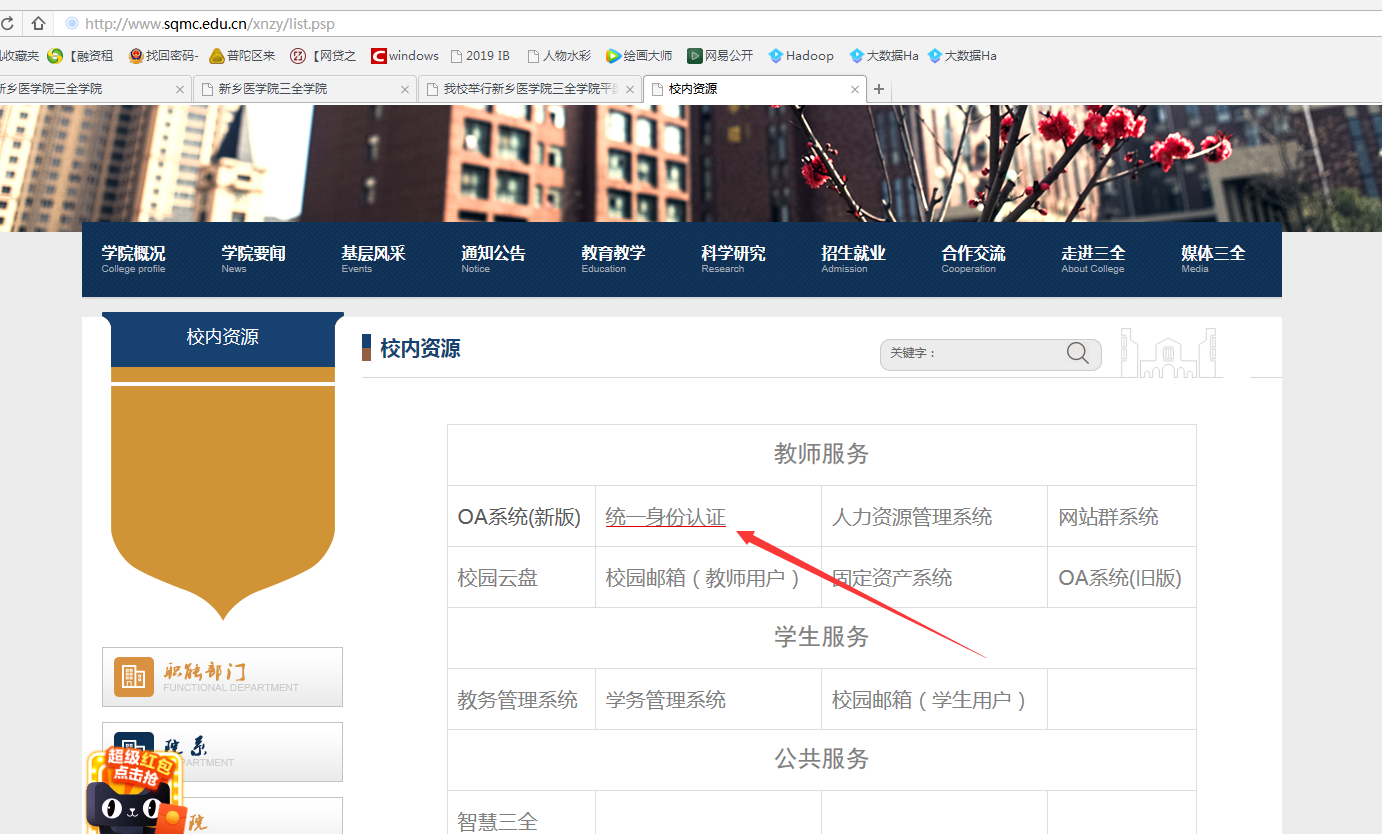 http://www.sqmc.edu.cn/xnzy/list.psp
收藏夹 【融资租 找回密码- 普陀区来 【网贷之 windows 2019 IB 人物水彩 绘画大师 网易公开 Hadoop 大数据Ha 大数据Ha
乡医学院三全学院 新乡医学院三全学院 我校举行新乡医学院三全学院平 校内资源
学院概况 学院要闻 基层风采 通知公告 教育教学 科学研究 招生就业 合作交流 走进三全 媒体三全
College profile News Events Notice Education Research Admission Cooperation About College Media
校内资源
校内资源
关键字：
教师服务
OA系统(新版) 统一身份认证 人力资源管理系统 网站群系统
校园云盘 校园邮箱（教师用户） 固定资产系统 OA系统(旧版)
学生服务
教务管理系统 学务管理系统 校园邮箱（学生用户）
公共服务
智慧三全
职能部门
FUNCTIONAL DEPARTMENT
院系
PARTMENT
超级红包
点击抢
院